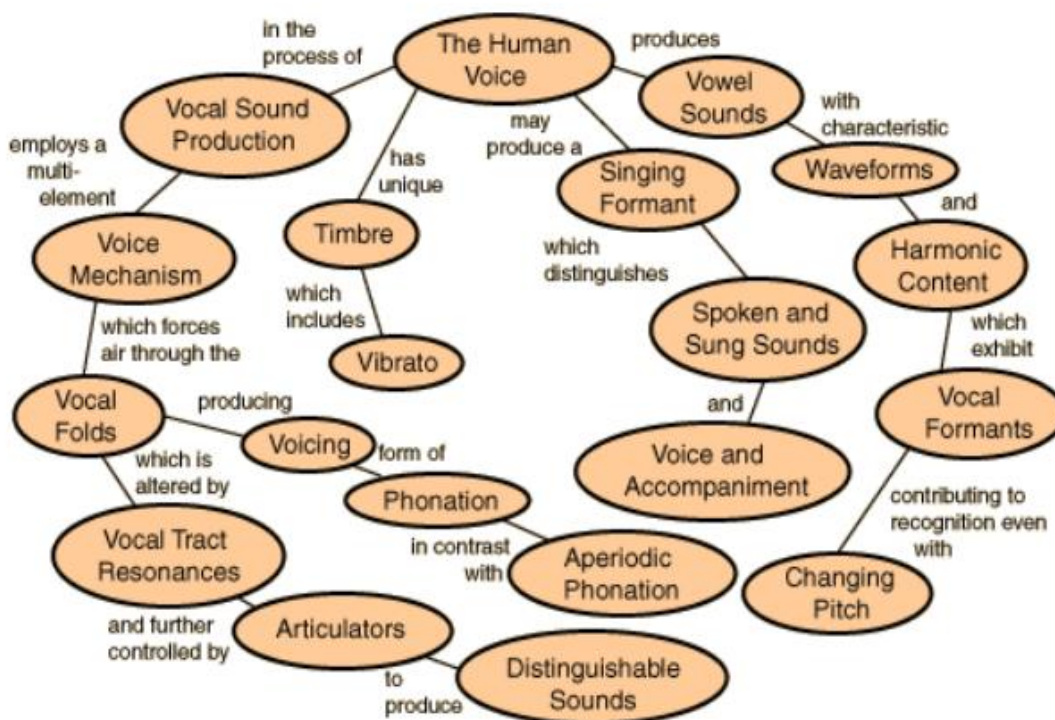 in the
process of
The Human
Voice
produces
Vocal Sound
Production
Vowel
Sounds
employs a
multi-
element
has
unique
may
produce a
with
characteristic
Singing
Formant
Waveforms
and
Voice
Mechanism
Timbre
which
distinguishes
Harmonic
Content
which forces
air through the
which
includes
Spoken and
Sung Sounds
which
exhibit
Vibrato
Vocal
Folds
producing
and
Vocal
Formants
Voicing
form of
Voice and
Accompaniment
which is
altered by
Phonation
contributing to
recognition even
with
Vocal Tract
Resonances
in contrast
with
Aperiodic
Phonation
Changing
Pitch
and further
controlled by
Articulators
to
produce
Distinguishable
Sounds